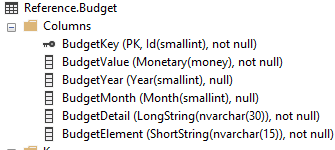 Reference.Budget
Columns
BudgetKey (PK, Id(smallint), not null)
BudgetValue (Monetary(money), not null)
BudgetYear (Year(smallint), null)
BudgetMonth (Month(smallint), null)
BudgetDetail (LongString(nvarchar(30)), not null)
BudgetElement (ShortString(nvarchar(15)), not null)